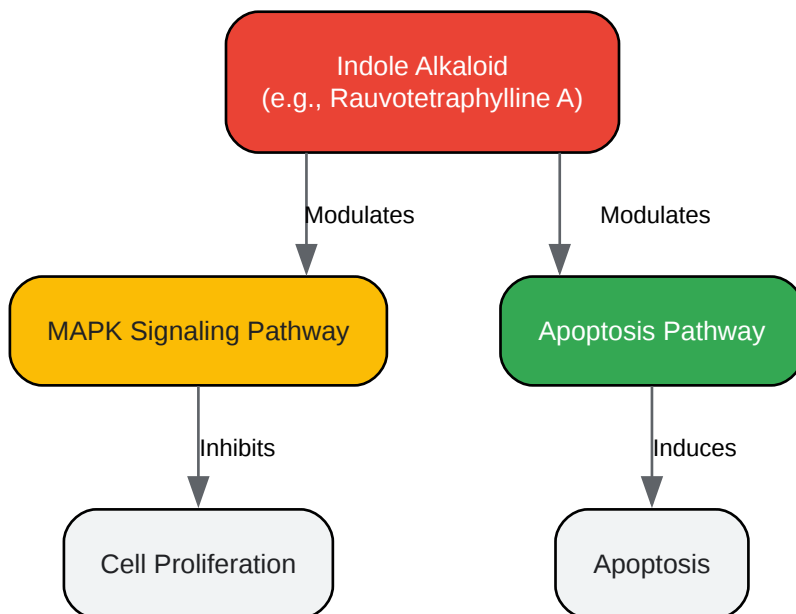 Indole Alkaloid
(e.g., Rauvotetraphylline A)
Modulates
Modulates
MAPK Signaling Pathway
Apoptosis Pathway
Inhibits
Induces
Cell Proliferation
Apoptosis